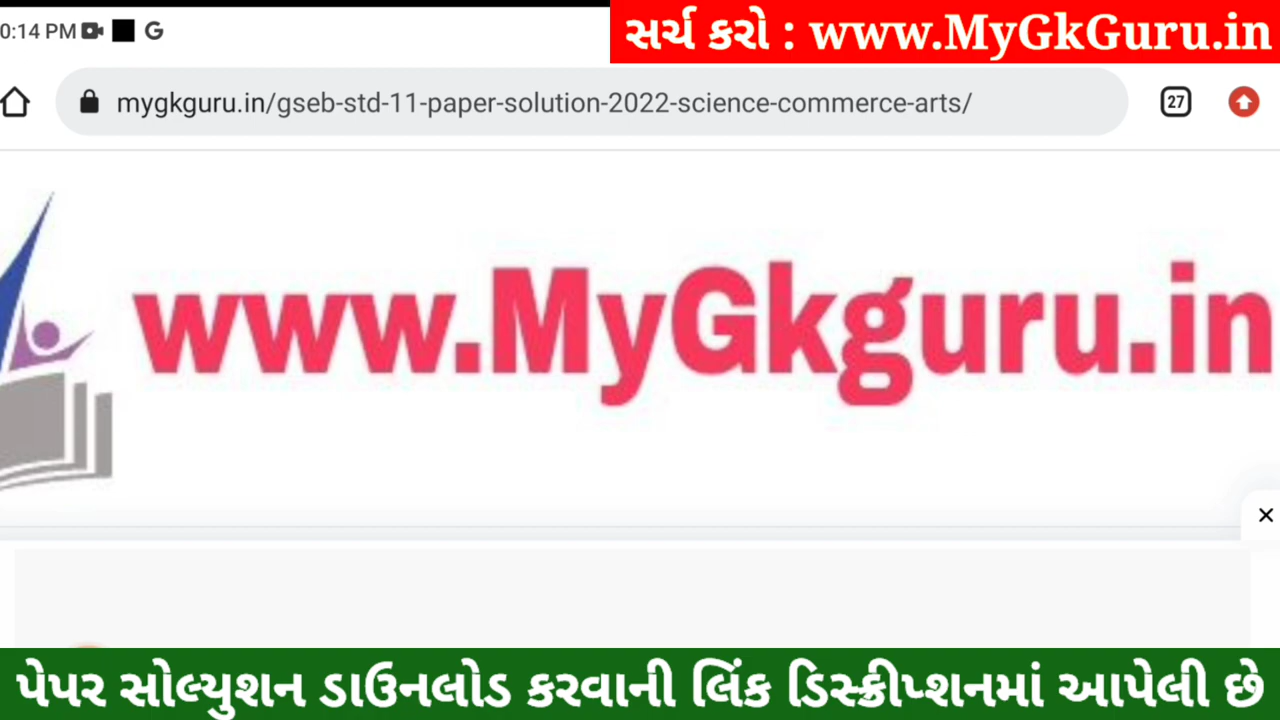 0:14 PM
સર્ચ કરો : www.MyGkGuru.in
mygkguru.in/gseb-std-11-paper-solution-2022-science-commerce-arts/
27
www.MyGkguru.in
પેપર સોલ્યુશન ડાઉનલોડ કરવાની લિંક ડિસ્ક્રીપ્શનમાં આપેલી છે